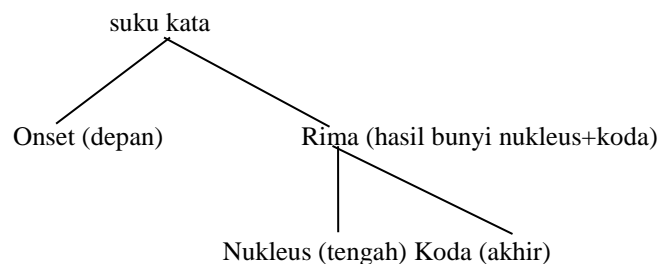 suku kata
Onset (depan) Rima (hasil bunyi nukleus+koda)
Nukleus (tengah) Koda (akhir)